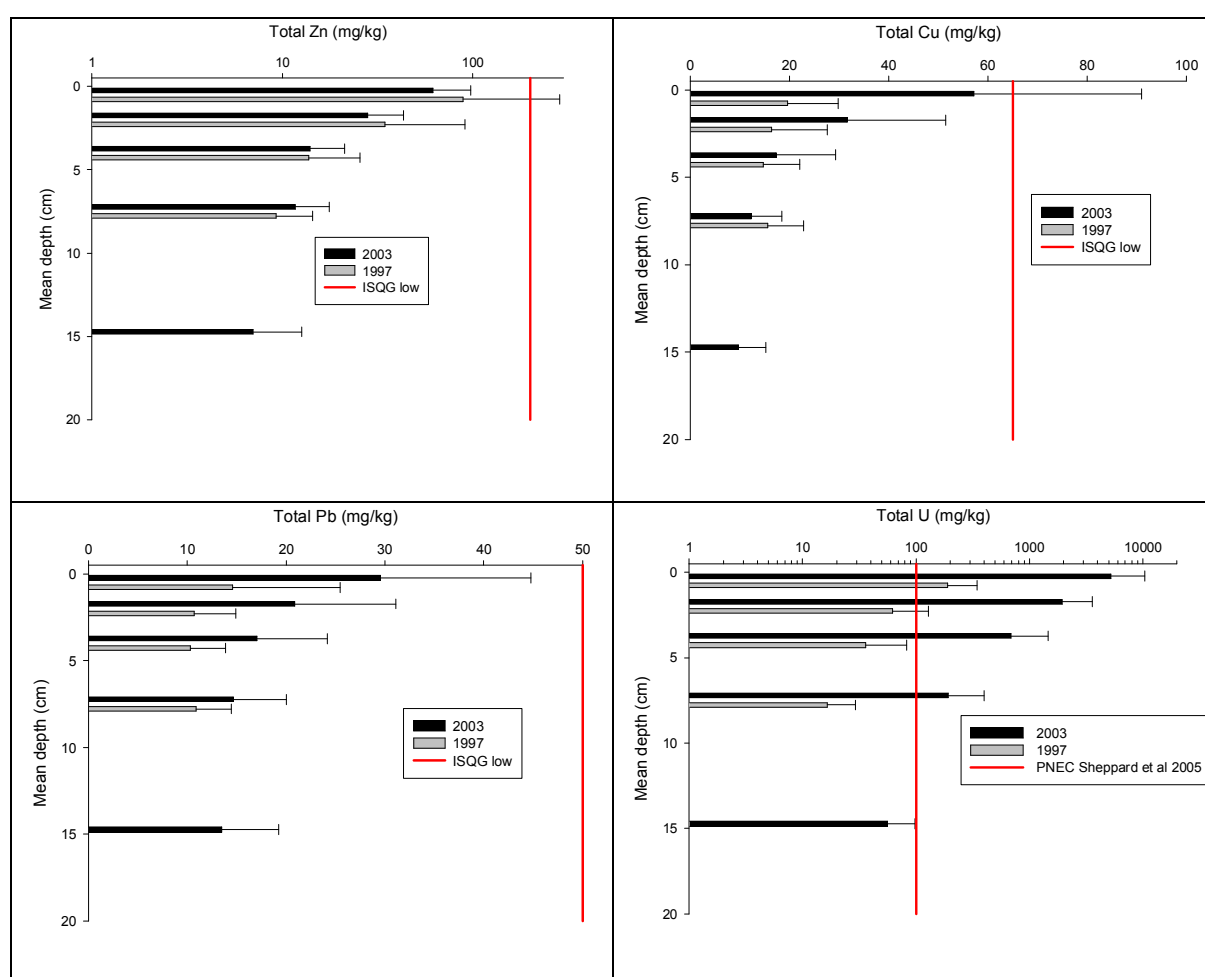 Total Zn (mg/kg)
1 10 100
0
5
10
15
20
Mean depth (cm)
2003
1997
ISQG low
Total Cu (mg/kg)
0 20 40 60 80 100
0
5
10
15
20
Mean depth (cm)
2003
1997
ISQG low
Total Pb (mg/kg)
0 10 20 30 40 50
0
5
10
15
20
Mean depth (cm)
2003
1997
ISQG low
Total U (mg/kg)
1 10 100 1000 10000
0
5
10
15
20
Mean depth (cm)
2003
1997
PNEC Sheppard et al 2005